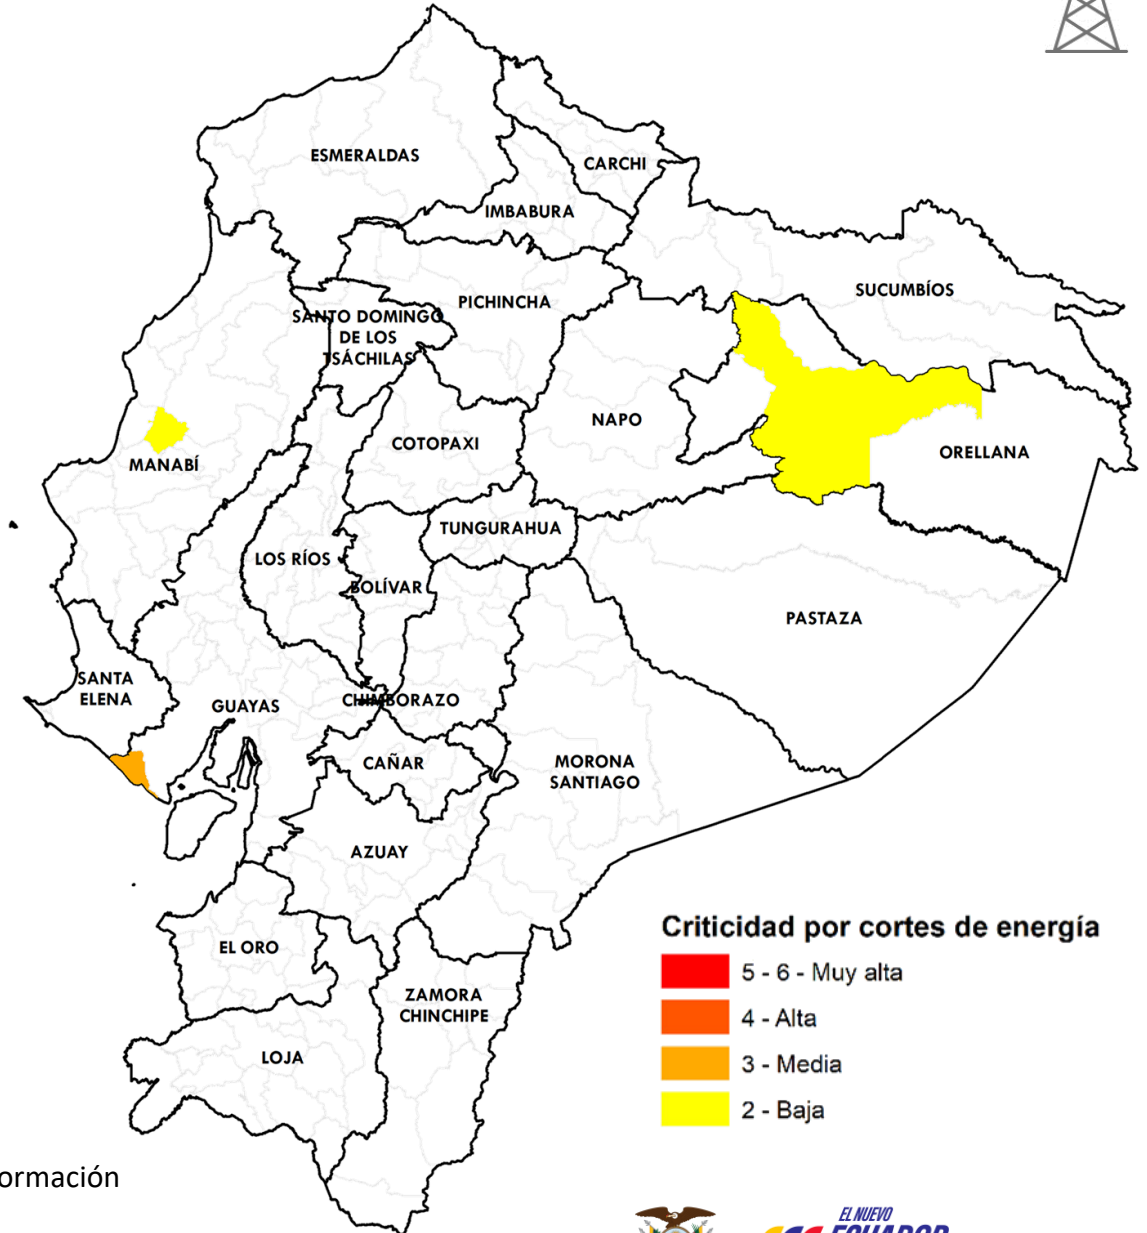 ESMERALDAS
CARCHI
IMBABURA
SUCUMBÍOS
PICHINCHA
SANTO DOMINGO
DE LOS
TSÁCHILAS
NAPO
COTOPAXI
ORELLANA
MANABÍ
TUNGURAHUA
LOS RÍOS
BOLÍVAR
PASTAZA
SANTA
ELENA
CHIMBORAZO
GUAYAS
CAÑAR
MORONA
SANTIAGO
AZUAY
EL ORO
ZAMORA
CHINCHIPE
LOJA
Criticidad por cortes de energía
5 - 6 - Muy alta
4 - Alta
3 - Media
2 - Baja
ormación
EL NUEVO
ECUADOR